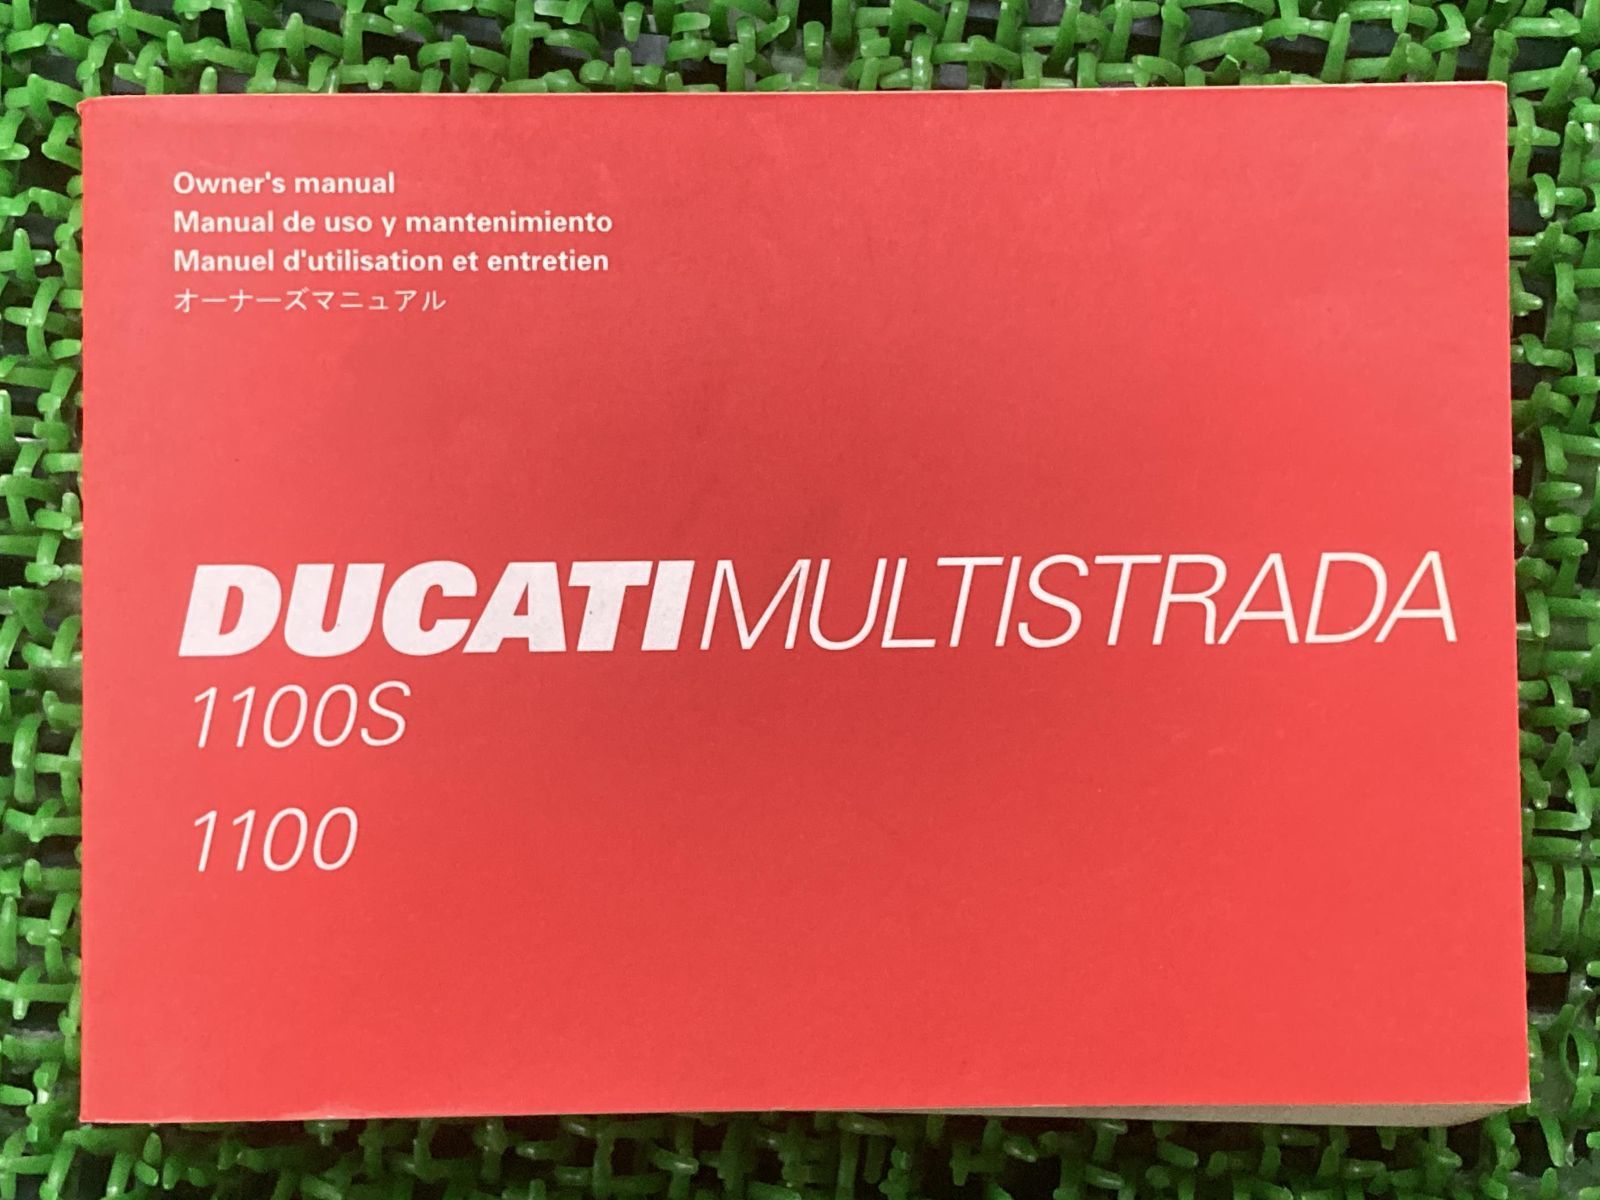 Owner's manual
Manual de uso y mantenimiento
Manuel d'utilisation et entretien
オーナーズマニュアル
DUCATIMULTISTRADA
1100S
1100